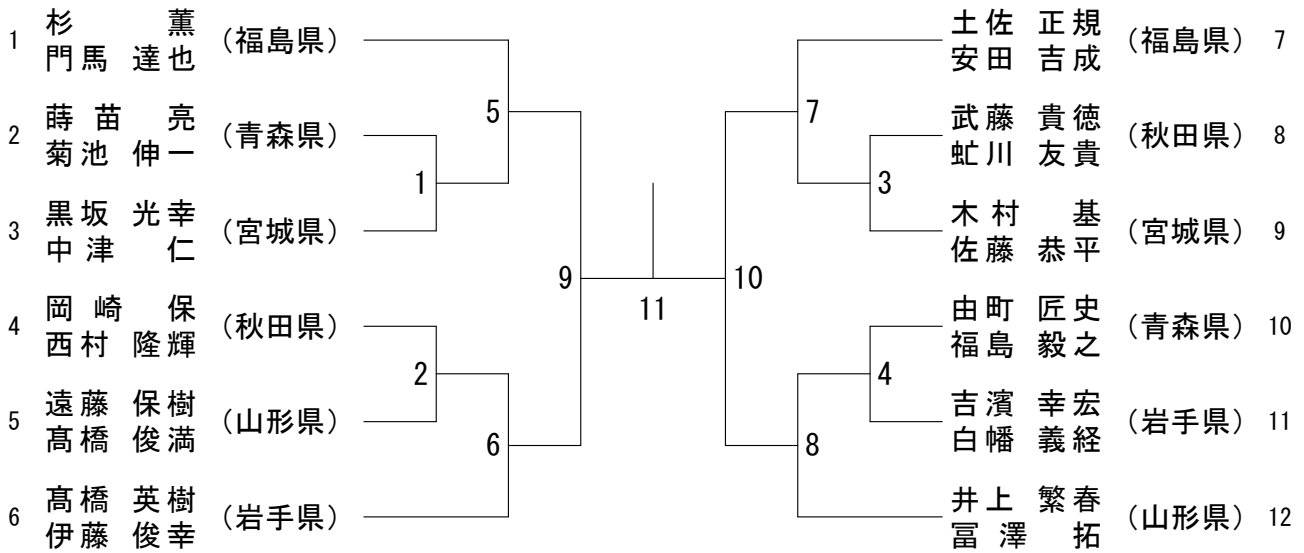 1 杉 薫 (福島県)
門馬 達也
2 蒔苗 亮 (青森県)
菊池 伸一
3 黒坂 光幸 (宮城県)
中津 仁
4 岡崎 保 (秋田県)
西村 隆輝
5 遠藤 保樹 (山形県)
髙橋 俊満
6 髙橋 英樹 (岩手県)
伊藤 俊幸
5
1
9
2
6
11
土佐 正規 (福島県) 7
安田 吉成
武藤 貴徳 (秋田県) 8
虻川 友貴
木村 基 (宮城県) 9
佐藤 恭平
由町 匠史 (青森県) 10
福島 毅之
吉濱 幸宏 (岩手県) 11
白幡 義経
井上 繁春 (山形県) 12
冨澤 拓
7
3
10
4
8